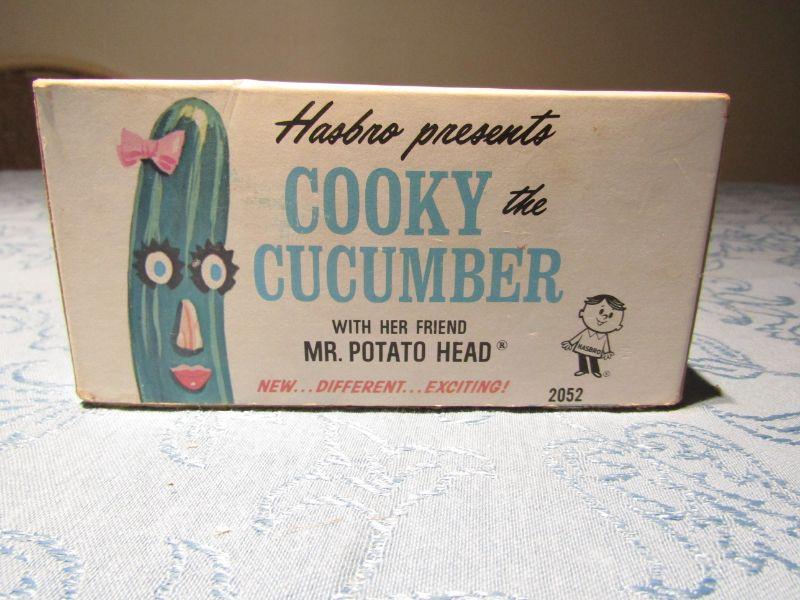 Hasbro presents
COOKY the
CUCUMBER
WITH HER FRIEND
MR. POTATO HEAD®
NEW...DIFFERENT...EXCITING!
HASBRO
®
2052